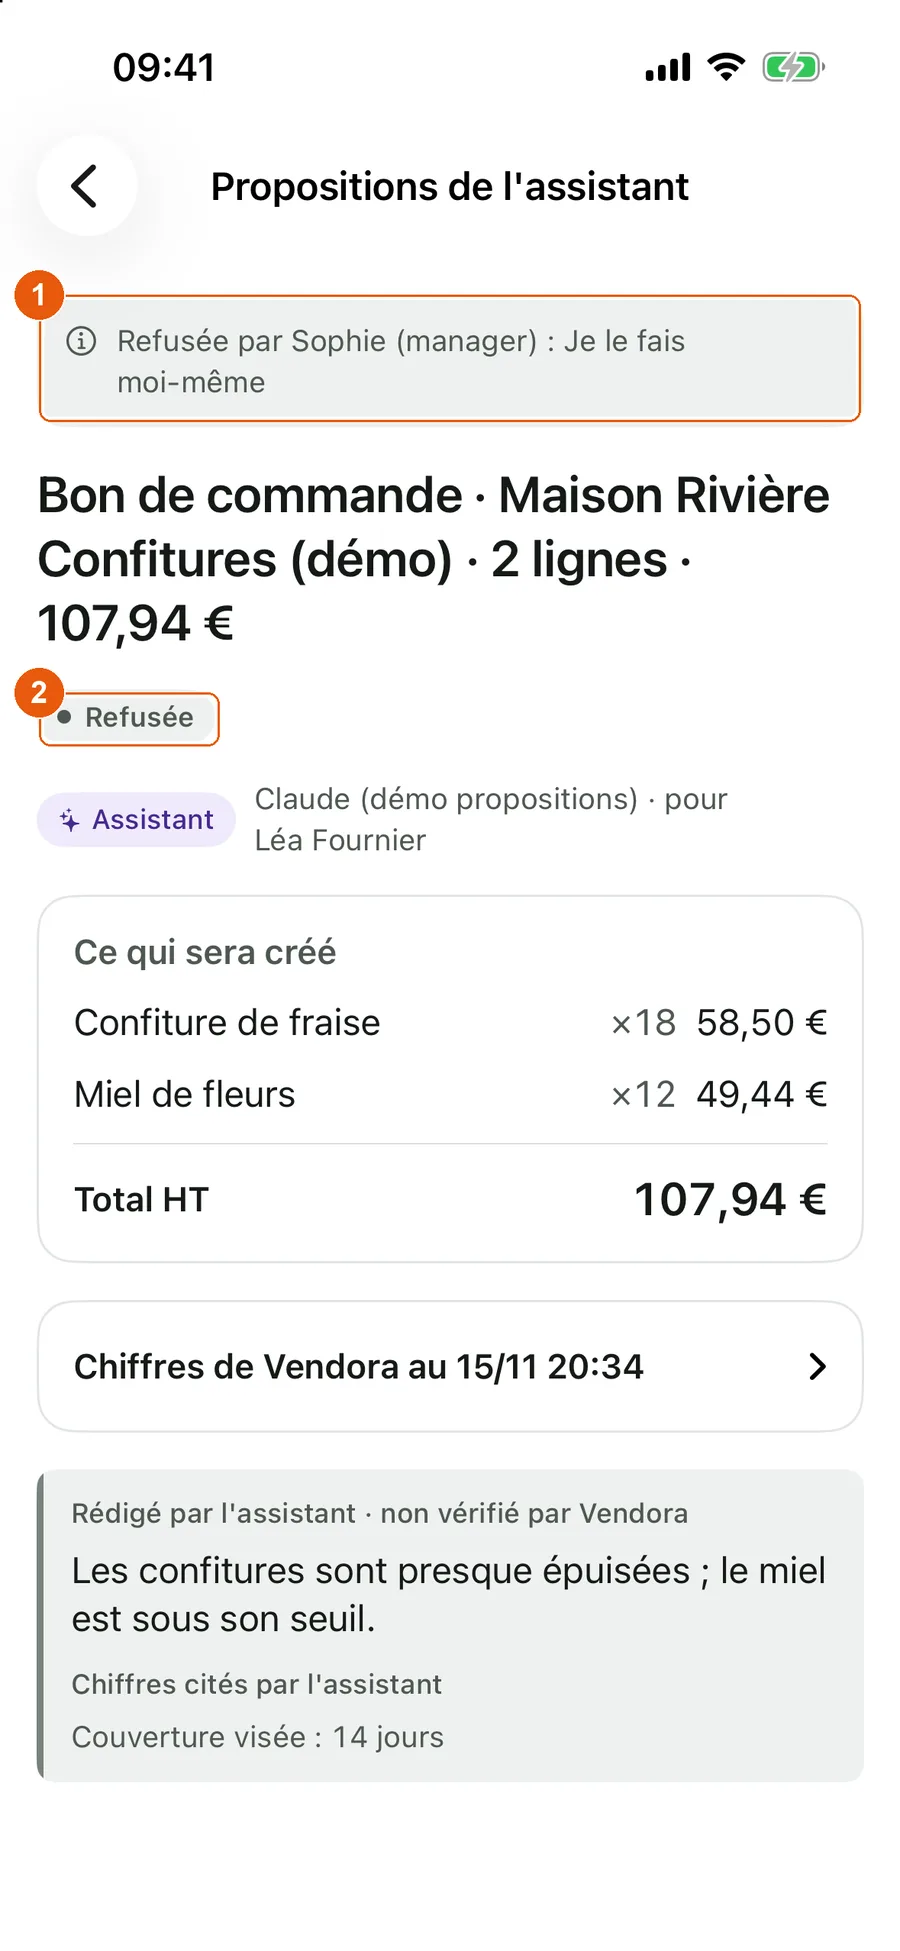 09:41
Propositions de l'assistant
1
Refusée par Sophie (manager) : Je le fais
moi-même
Bon de commande · Maison Rivière
Confitures (démo) · 2 lignes ·
107,94 €
2
Refusée
Assistant
Claude (démo propositions) · pour
Léa Fournier
Ce qui sera créé
Confiture de fraise ×18 58,50 €
Miel de fleurs ×12 49,44 €
Total HT 107,94 €
Chiffres de Vendora au 15/11 20:34
Rédigé par l'assistant · non vérifié par Vendora
Les confitures sont presque épuisées ; le miel
est sous son seuil.
Chiffres cités par l'assistant
Couverture visée : 14 jours